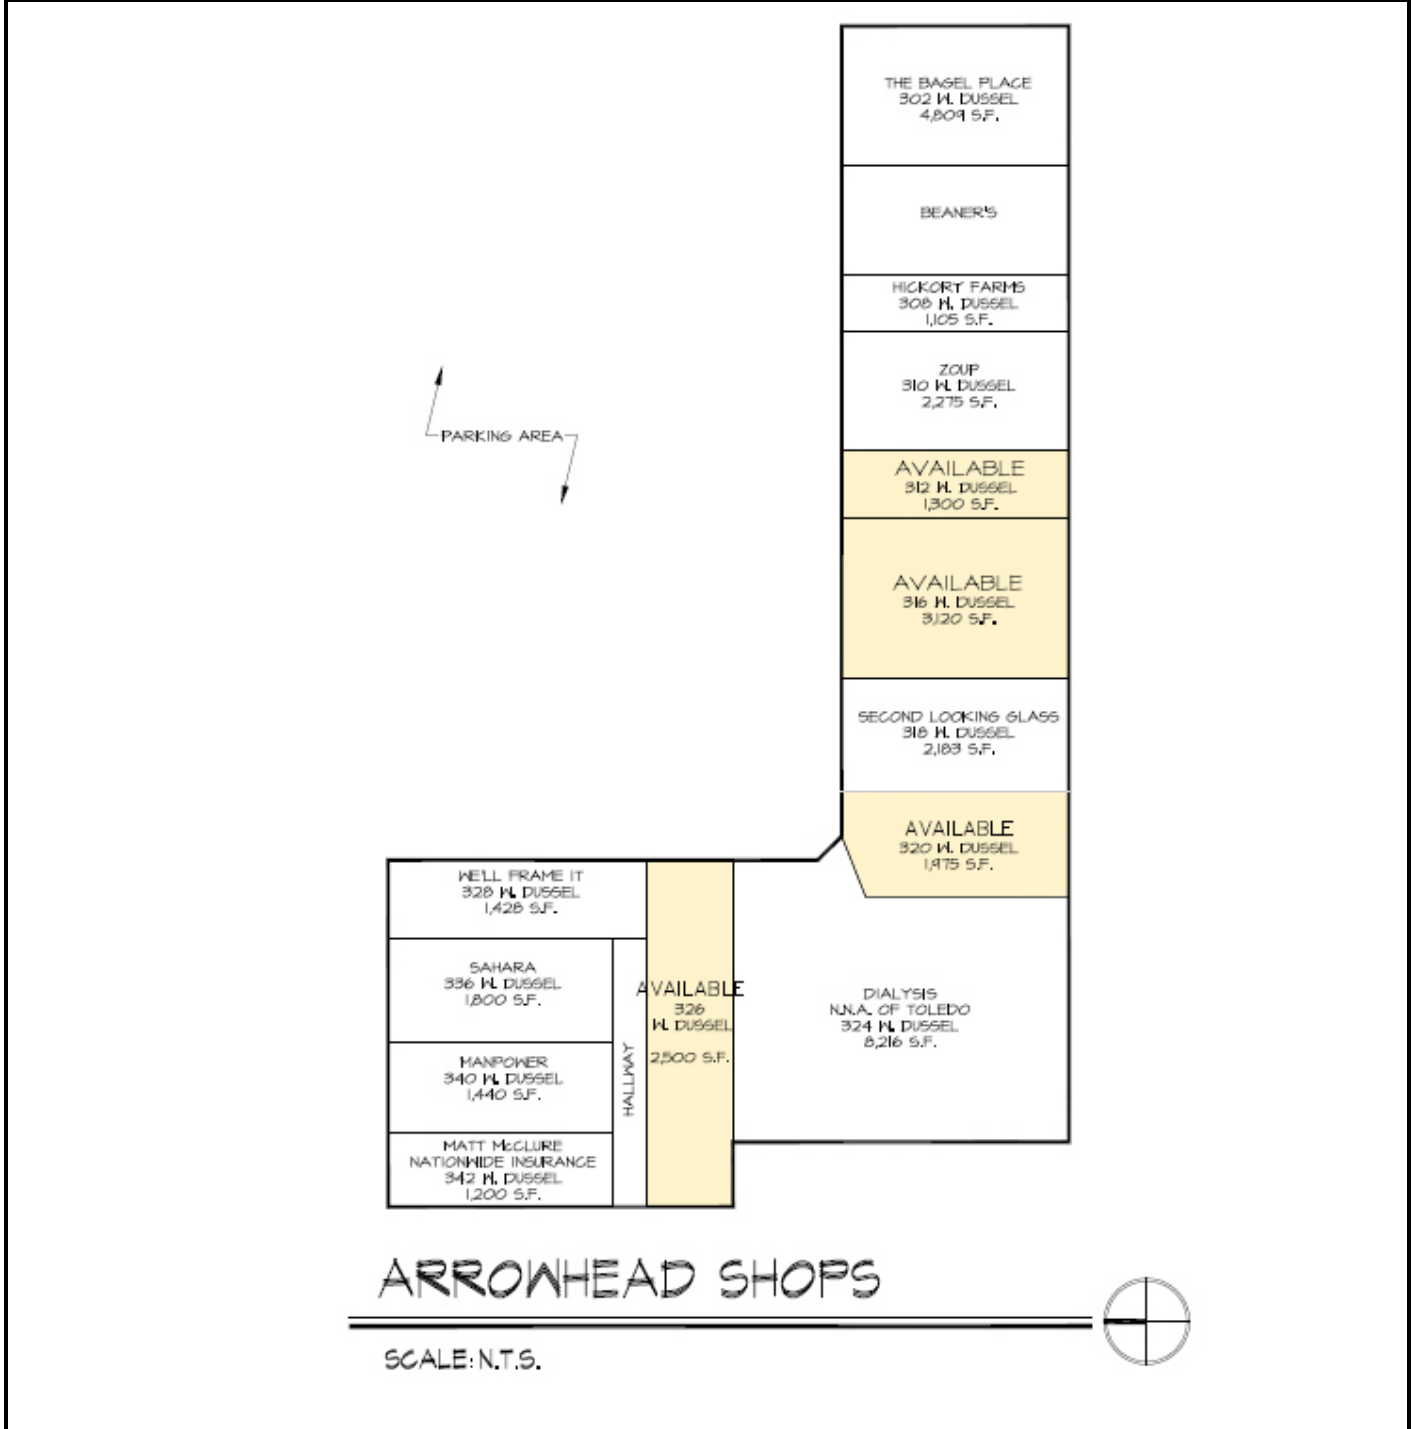 THE BAGEL PLACE
302 W. DUSSEL
4,809 S.F.
BEANER'S
HICKORT FARMS
308 W. DUSSEL
1,105 S.F.
ZOUP
310 W. DUSSEL
2,275 S.F.
PARKING AREA
AVAILABLE
312 W. DUSSEL
1,300 S.F.
AVAILABLE
316 W. DUSSEL
3,120 S.F.
SECOND LOOKING GLASS
318 W. DUSSEL
2,183 S.F.
AVAILABLE
320 W. DUSSEL
1,975 S.F.
WE'LL FRAME IT
328 W. DUSSEL
1,428 S.F.
SAHARA
336 W. DUSSEL
1,800 S.F.
MANPOWER
340 W. DUSSEL
1,440 S.F.
MATT McCLURE
NATIONWIDE INSURANCE
342 W. DUSSEL
1,200 S.F.
HALLWAY
AVAILABLE
326
W. DUSSEL
2,500 S.F.
DIALYSIS
N.N.A. OF TOLEDO
324 W. DUSSEL
8,216 S.F.
ARROWHEAD SHOPS
SCALE: N.T.S.